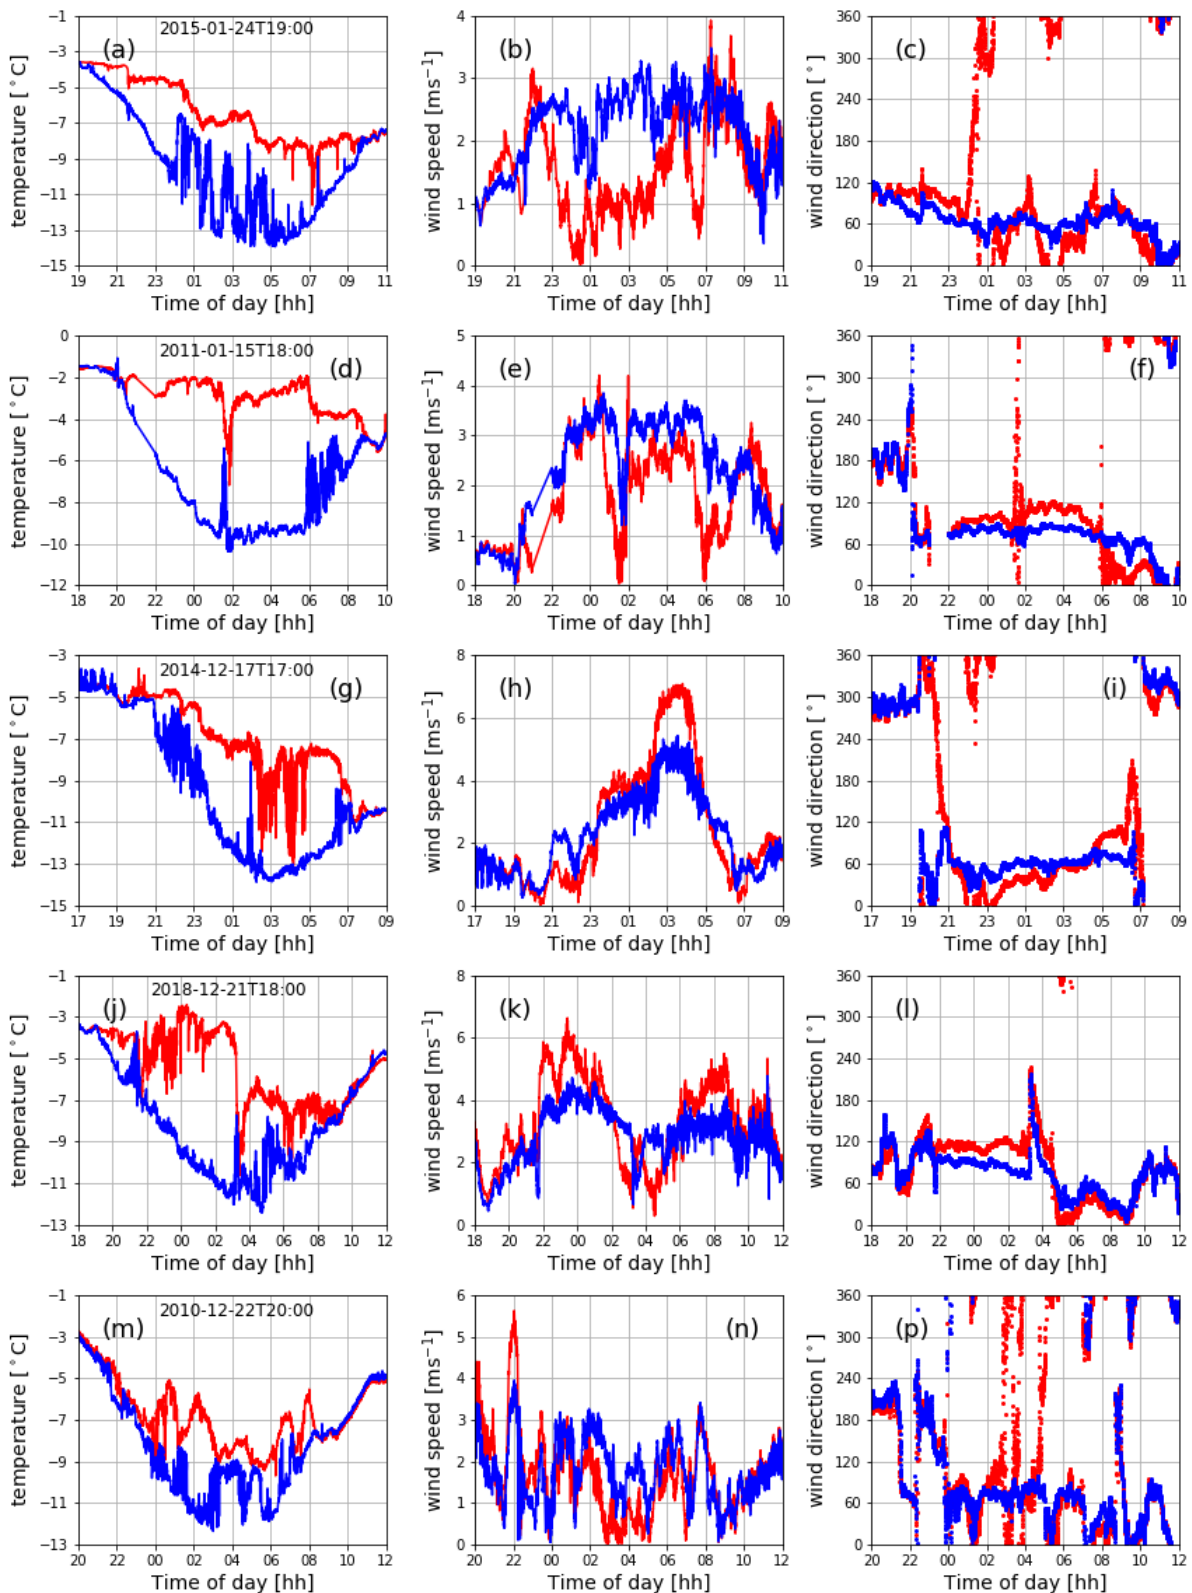 2015-01-24T19:00
(a) (b) (c)
temperature [ °C] wind speed [ms⁻¹] wind direction [ °]
−1 −3 −5 −7 −9 −11 −13 −15
4 3 2 1 0
360 300 240 180 120 60 0
19 21 23 01 03 05 07 09 11
19 21 23 01 03 05 07 09 11
19 21 23 01 03 05 07 09 11
Time of day [hh] Time of day [hh] Time of day [hh]
2011-01-15T18:00
(d) (e) (f)
temperature [ °C] wind speed [ms⁻¹] wind direction [ °]
0 −2 −4 −6 −8 −10 −12
5 4 3 2 1 0
360 300 240 180 120 60 0
18 20 22 00 02 04 06 08 10
18 20 22 00 02 04 06 08 10
18 20 22 00 02 04 06 08 10
Time of day [hh] Time of day [hh] Time of day [hh]
2014-12-17T17:00
(g) (h) (i)
temperature [ °C] wind speed [ms⁻¹] wind direction [ °]
−3 −5 −7 −9 −11 −13 −15
8 6 4 2 0
360 300 240 180 120 60 0
17 19 21 23 01 03 05 07 09
17 19 21 23 01 03 05 07 09
17 19 21 23 01 03 05 07 09
Time of day [hh] Time of day [hh] Time of day [hh]
2018-12-21T18:00
(j) (k) (l)
temperature [ °C] wind speed [ms⁻¹] wind direction [ °]
−1 −3 −5 −7 −9 −11 −13
8 6 4 2 0
360 300 240 180 120 60 0
18 20 22 00 02 04 06 08 10 12
18 20 22 00 02 04 06 08 10 12
18 20 22 00 02 04 06 08 10 12
Time of day [hh] Time of day [hh] Time of day [hh]
2010-12-22T20:00
(m) (n) (p)
temperature [ °C] wind speed [ms⁻¹] wind direction [ °]
−1 −3 −5 −7 −9 −11 −13
6 5 4 3 2 1 0
360 300 240 180 120 60 0
20 22 00 02 04 06 08 10 12
20 22 00 02 04 06 08 10 12
20 22 00 02 04 06 08 10 12
Time of day [hh] Time of day [hh] Time of day [hh]